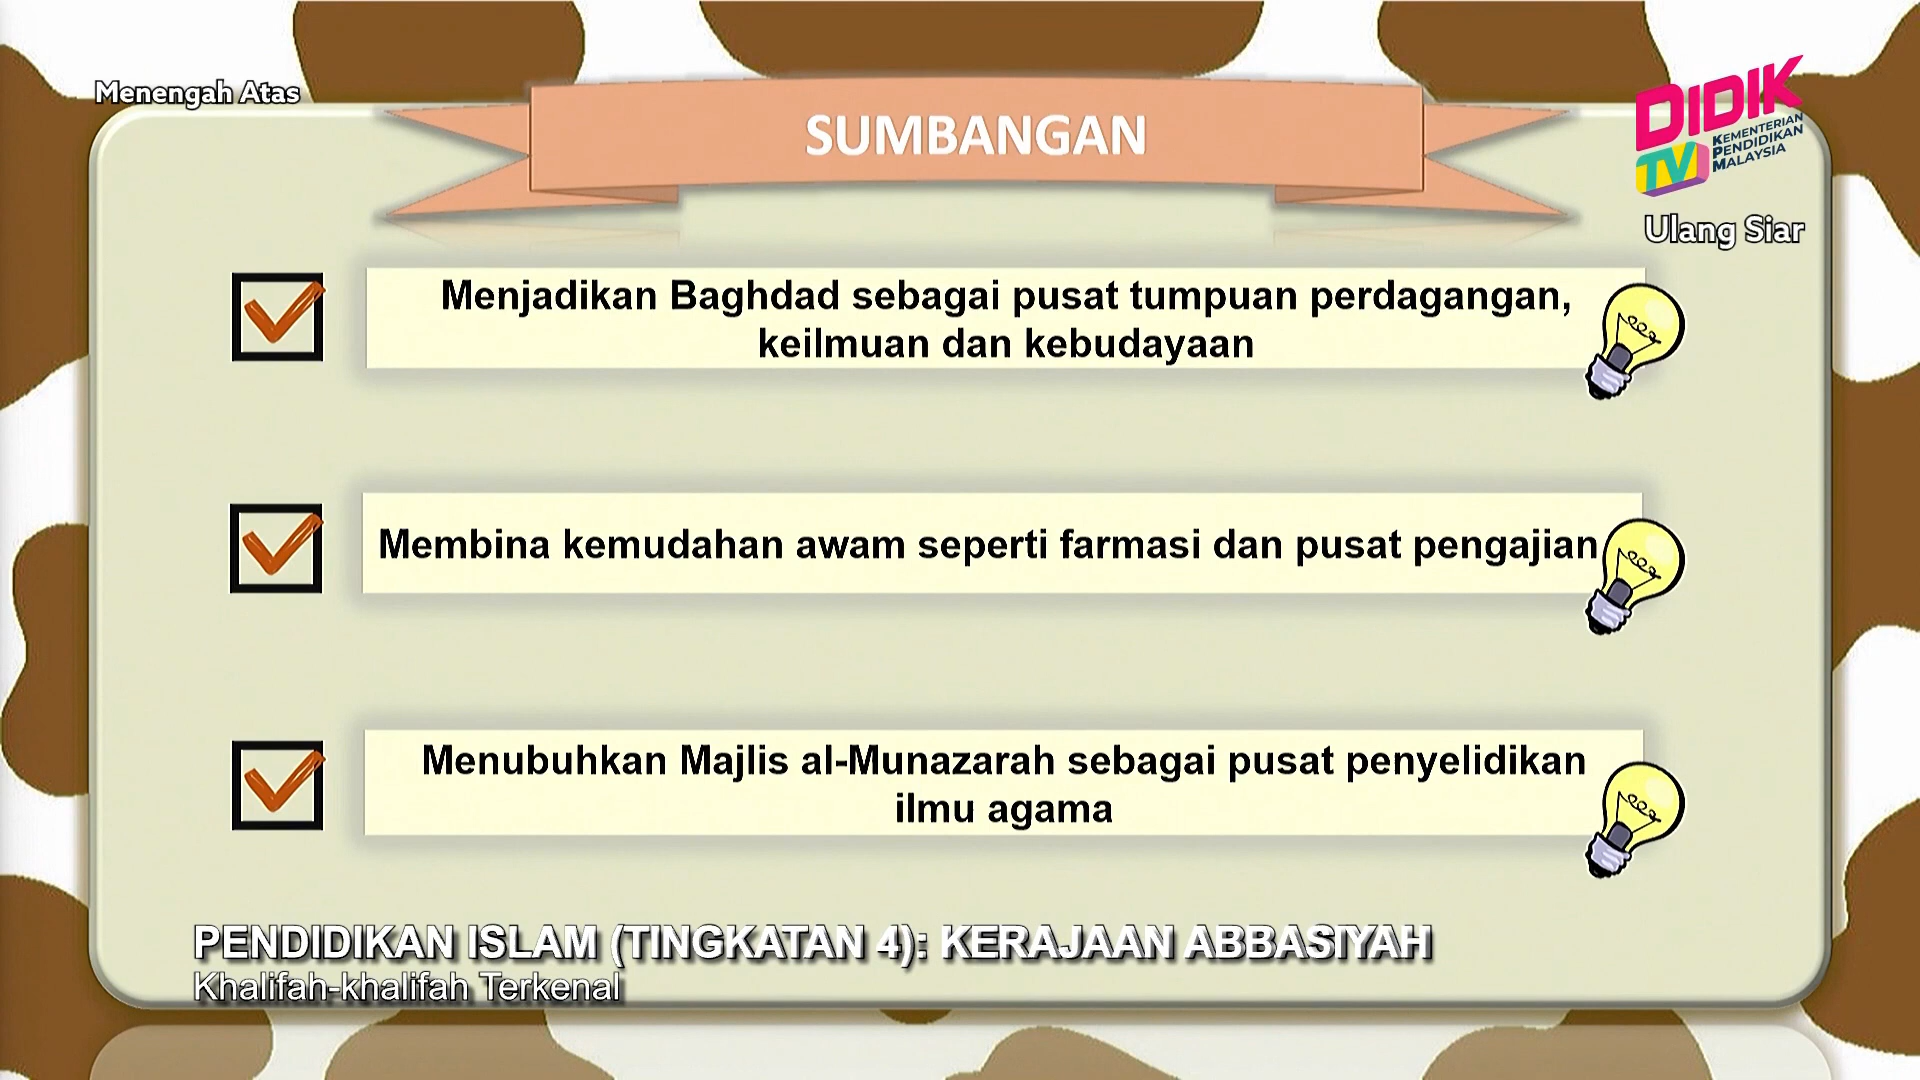 Menengah Atas
SUMBANGAN
DIDIK
TV
KEMENTERIAN
PENDIDIKAN
MALAYSIA
Ulang Siar
Menjadikan Baghdad sebagai pusat tumpuan perdagangan,
keilmuan dan kebudayaan
Membina kemudahan awam seperti farmasi dan pusat pengajian
Menubuhkan Majlis al-Munazarah sebagai pusat penyelidikan
ilmu agama
PENDIDIKAN ISLAM (TINGKATAN 4): KERAJAAN ABBASIYAH
Khalifah-khalifah Terkenal